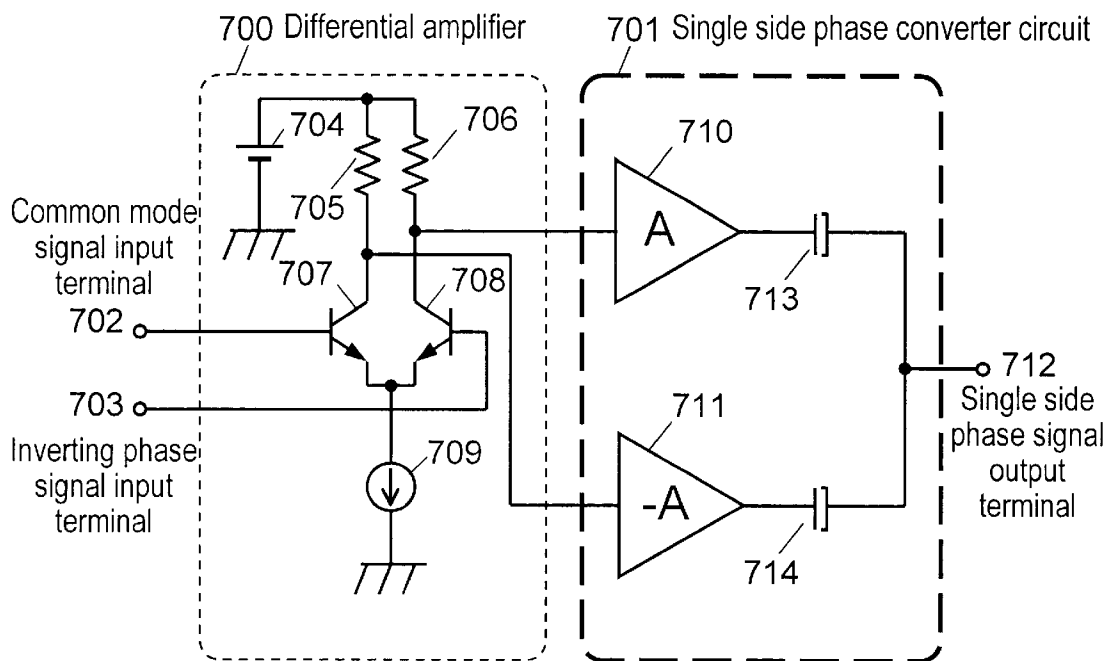 700 Differential amplifier
701 Single side phase converter circuit
704
705
706
Common mode
signal input
terminal
702
707
708
703
Inverting phase
signal input
terminal
709
710
A
713
711
-A
714
712
Single side
phase signal
output
terminal